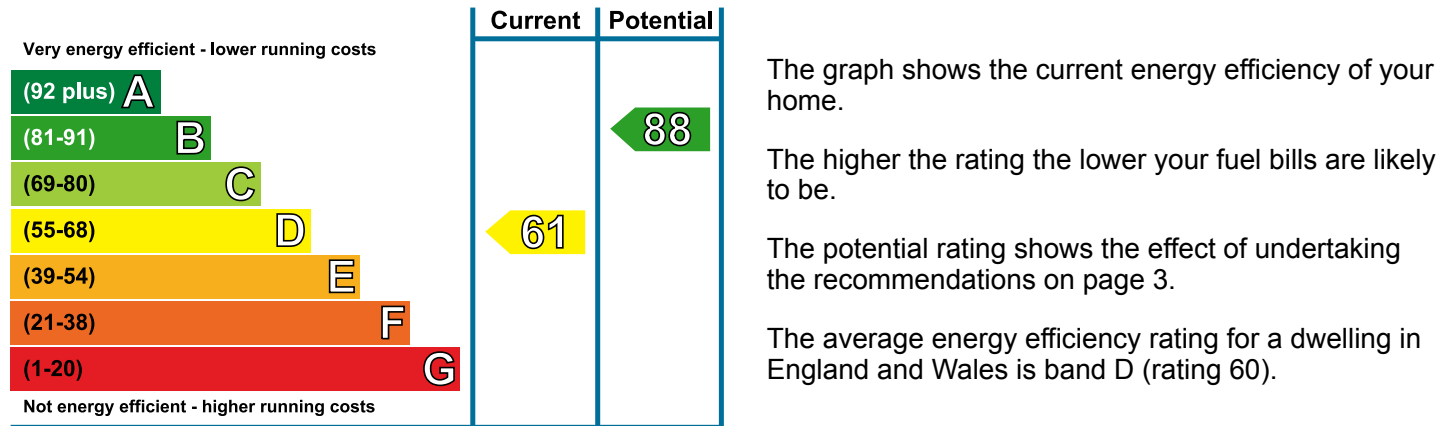 Current Potential
Very energy efficient - lower running costs
(92 plus) A
(81-91) B
88
(69-80) C
(55-68) D
61
(39-54) E
(21-38) F
(1-20) G
Not energy efficient - higher running costs
The graph shows the current energy efficiency of your
home.
The higher the rating the lower your fuel bills are likely
to be.
The potential rating shows the effect of undertaking
the recommendations on page 3.
The average energy efficiency rating for a dwelling in
England and Wales is band D (rating 60).